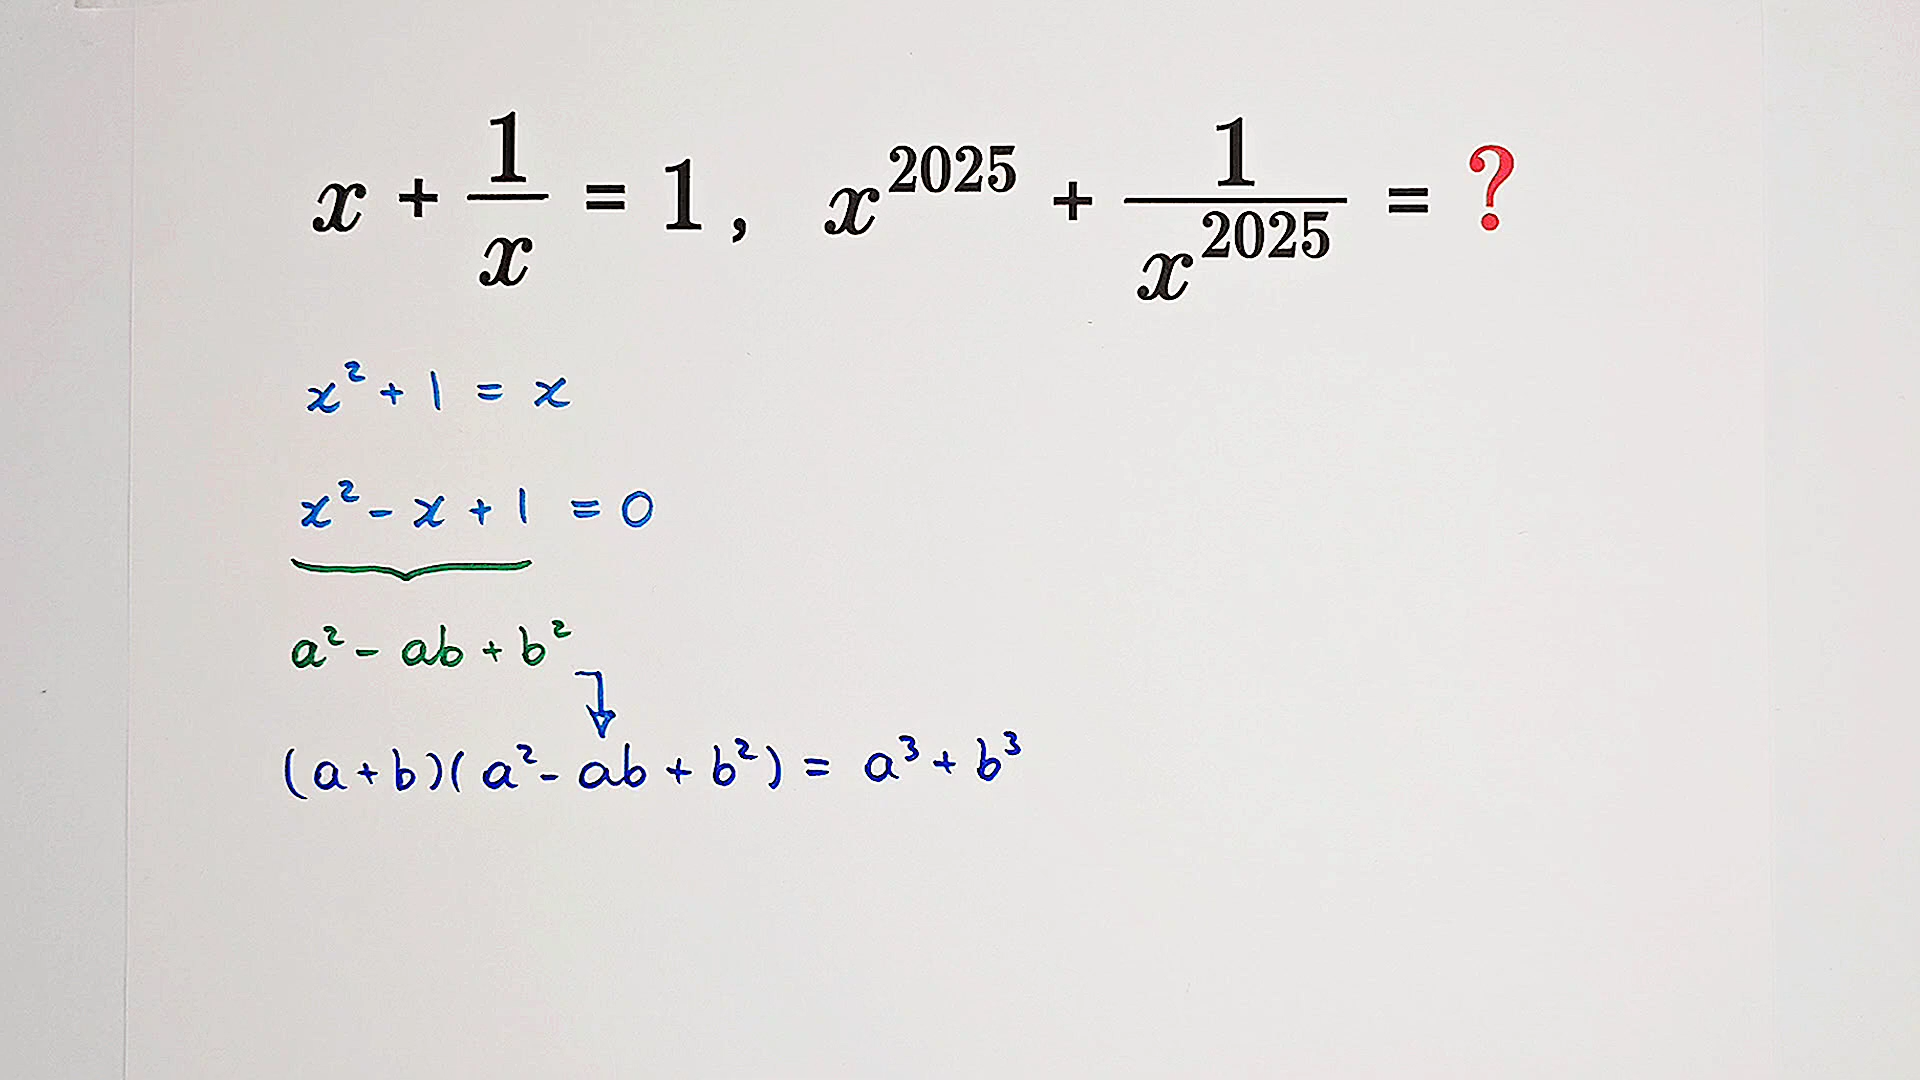 x + 1/x = 1, x^2025 + 1/x^2025 = ?
x² + 1 = x
x² - x + 1 = 0
a² - ab + b²
(a + b)(a² - ab + b²) = a³ + b³